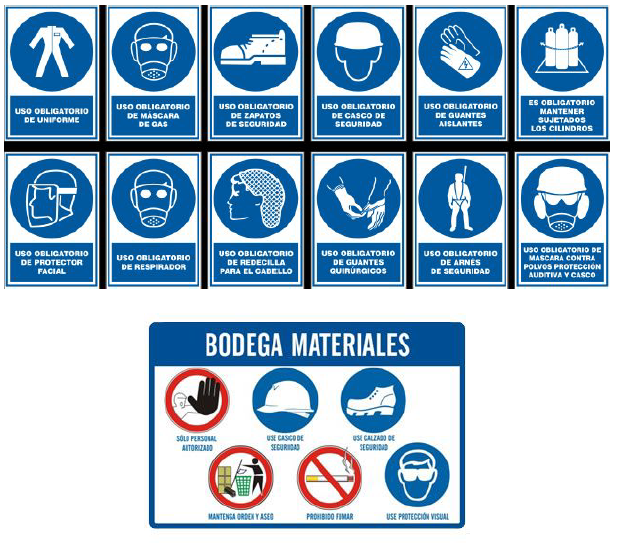 USO OBLIGATORIO
DE UNIFORME
USO OBLIGATORIO
DE MÁSCARA
DE GAS
USO OBLIGATORIO
DE ZAPATOS
DE SEGURIDAD
USO OBLIGATORIO
DE CASCO DE
SEGURIDAD
USO OBLIGATORIO
DE GUANTES
AISLANTES
ES OBLIGATORIO
MANTENER
SUJETADOS
LOS CILINDROS
USO OBLIGATORIO
DE PROTECTOR
FACIAL
USO OBLIGATORIO
DE RESPIRADOR
USO OBLIGATORIO
DE REDECILLA
PARA EL CABELLO
USO OBLIGATORIO
DE GUANTES
QUIRÚRGICOS
USO OBLIGATORIO
DE ARNÉS
DE SEGURIDAD
USO OBLIGATORIO DE
MASCARA CONTRA
POLVOS PROTECCIÓN
AUDITIVA Y CASCO
BODEGA MATERIALES
SÓLO PERSONAL
AUTORIZADO
USE CASCO DE
SEGURIDAD
USE CALZADO DE
SEGURIDAD
MANTENGA ORDEN Y ASEO
PROHIBIDO FUMAR
USE PROTECCIÓN VISUAL